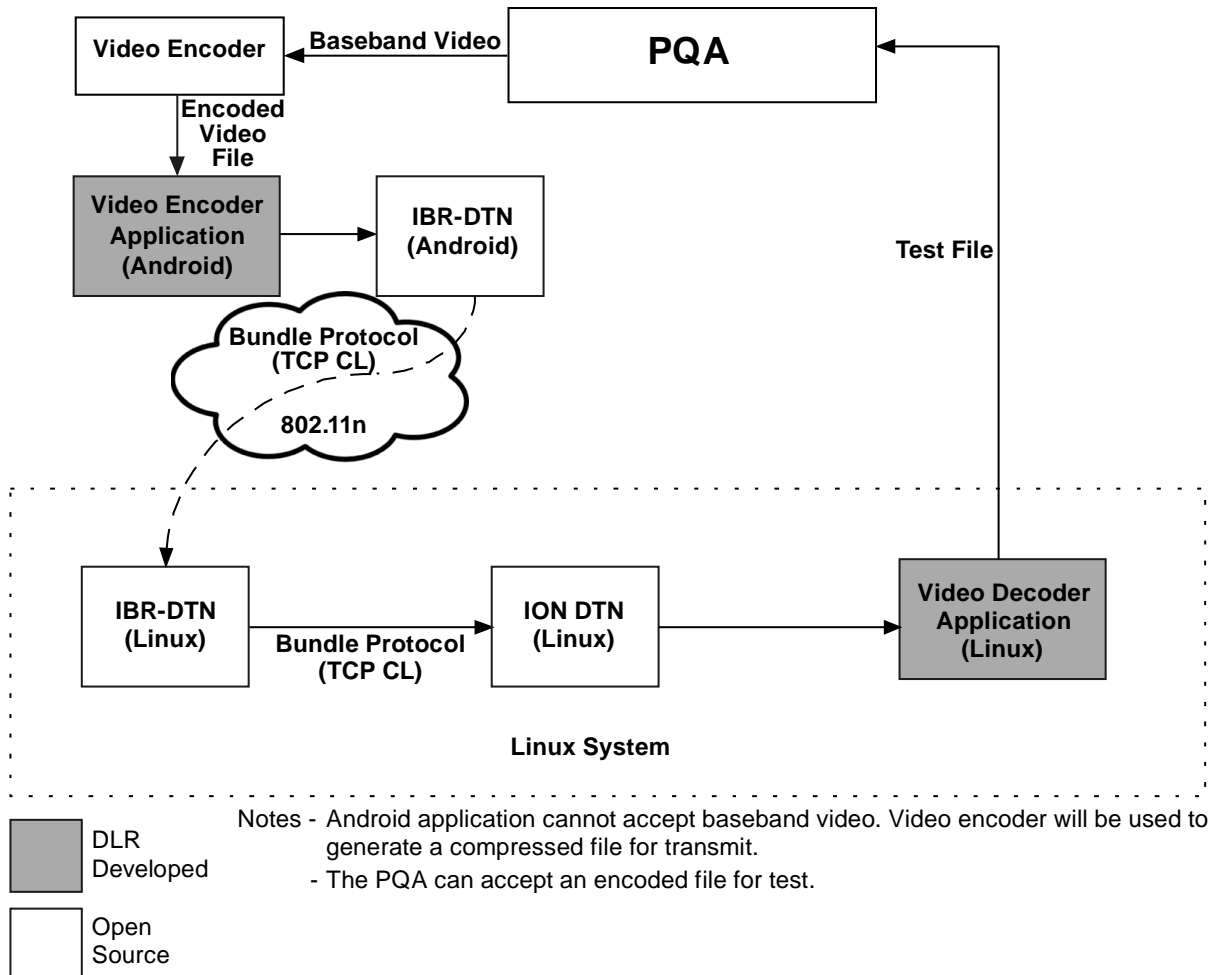 Video Encoder
Baseband Video
PQA
Encoded
Video
File
Video Encoder
Application
(Android)
IBR-DTN
(Android)
Test File
Bundle Protocol
(TCP CL)
802.11n
IBR-DTN
(Linux)
Bundle Protocol
(TCP CL)
ION DTN
(Linux)
Video Decoder
Application
(Linux)
Linux System
DLR
Developed
Open
Source
Notes - Android application cannot accept baseband video. Video encoder will be used to
generate a compressed file for transmit.
- The PQA can accept an encoded file for test.